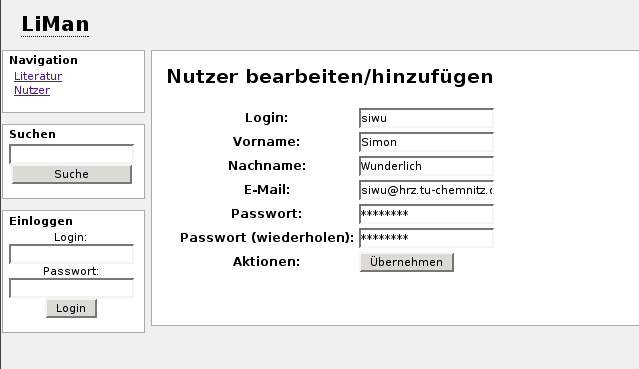 LiMan
Navigation
Literatur
Nutzer
Suchen
Suche
Einloggen
Login:
Passwort:
Login
Nutzer bearbeiten/hinzufügen
Login: siwu
Vorname: Simon
Nachname: Wunderlich
E-Mail: siwu@hrz.tu-chemnitz.
Passwort: ********
Passwort (wiederholen): ********
Aktionen: Übernehmen